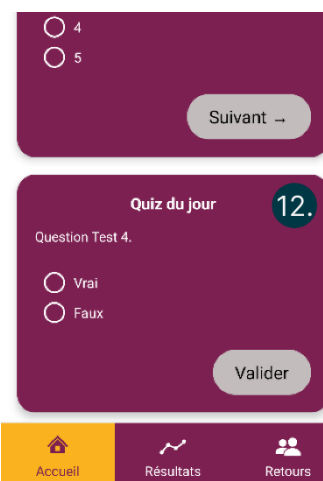 4
5
Suivant →
Quiz du jour
12.
Question Test 4.
Vrai
Faux
Valider
Accueil
Résultats
Retours